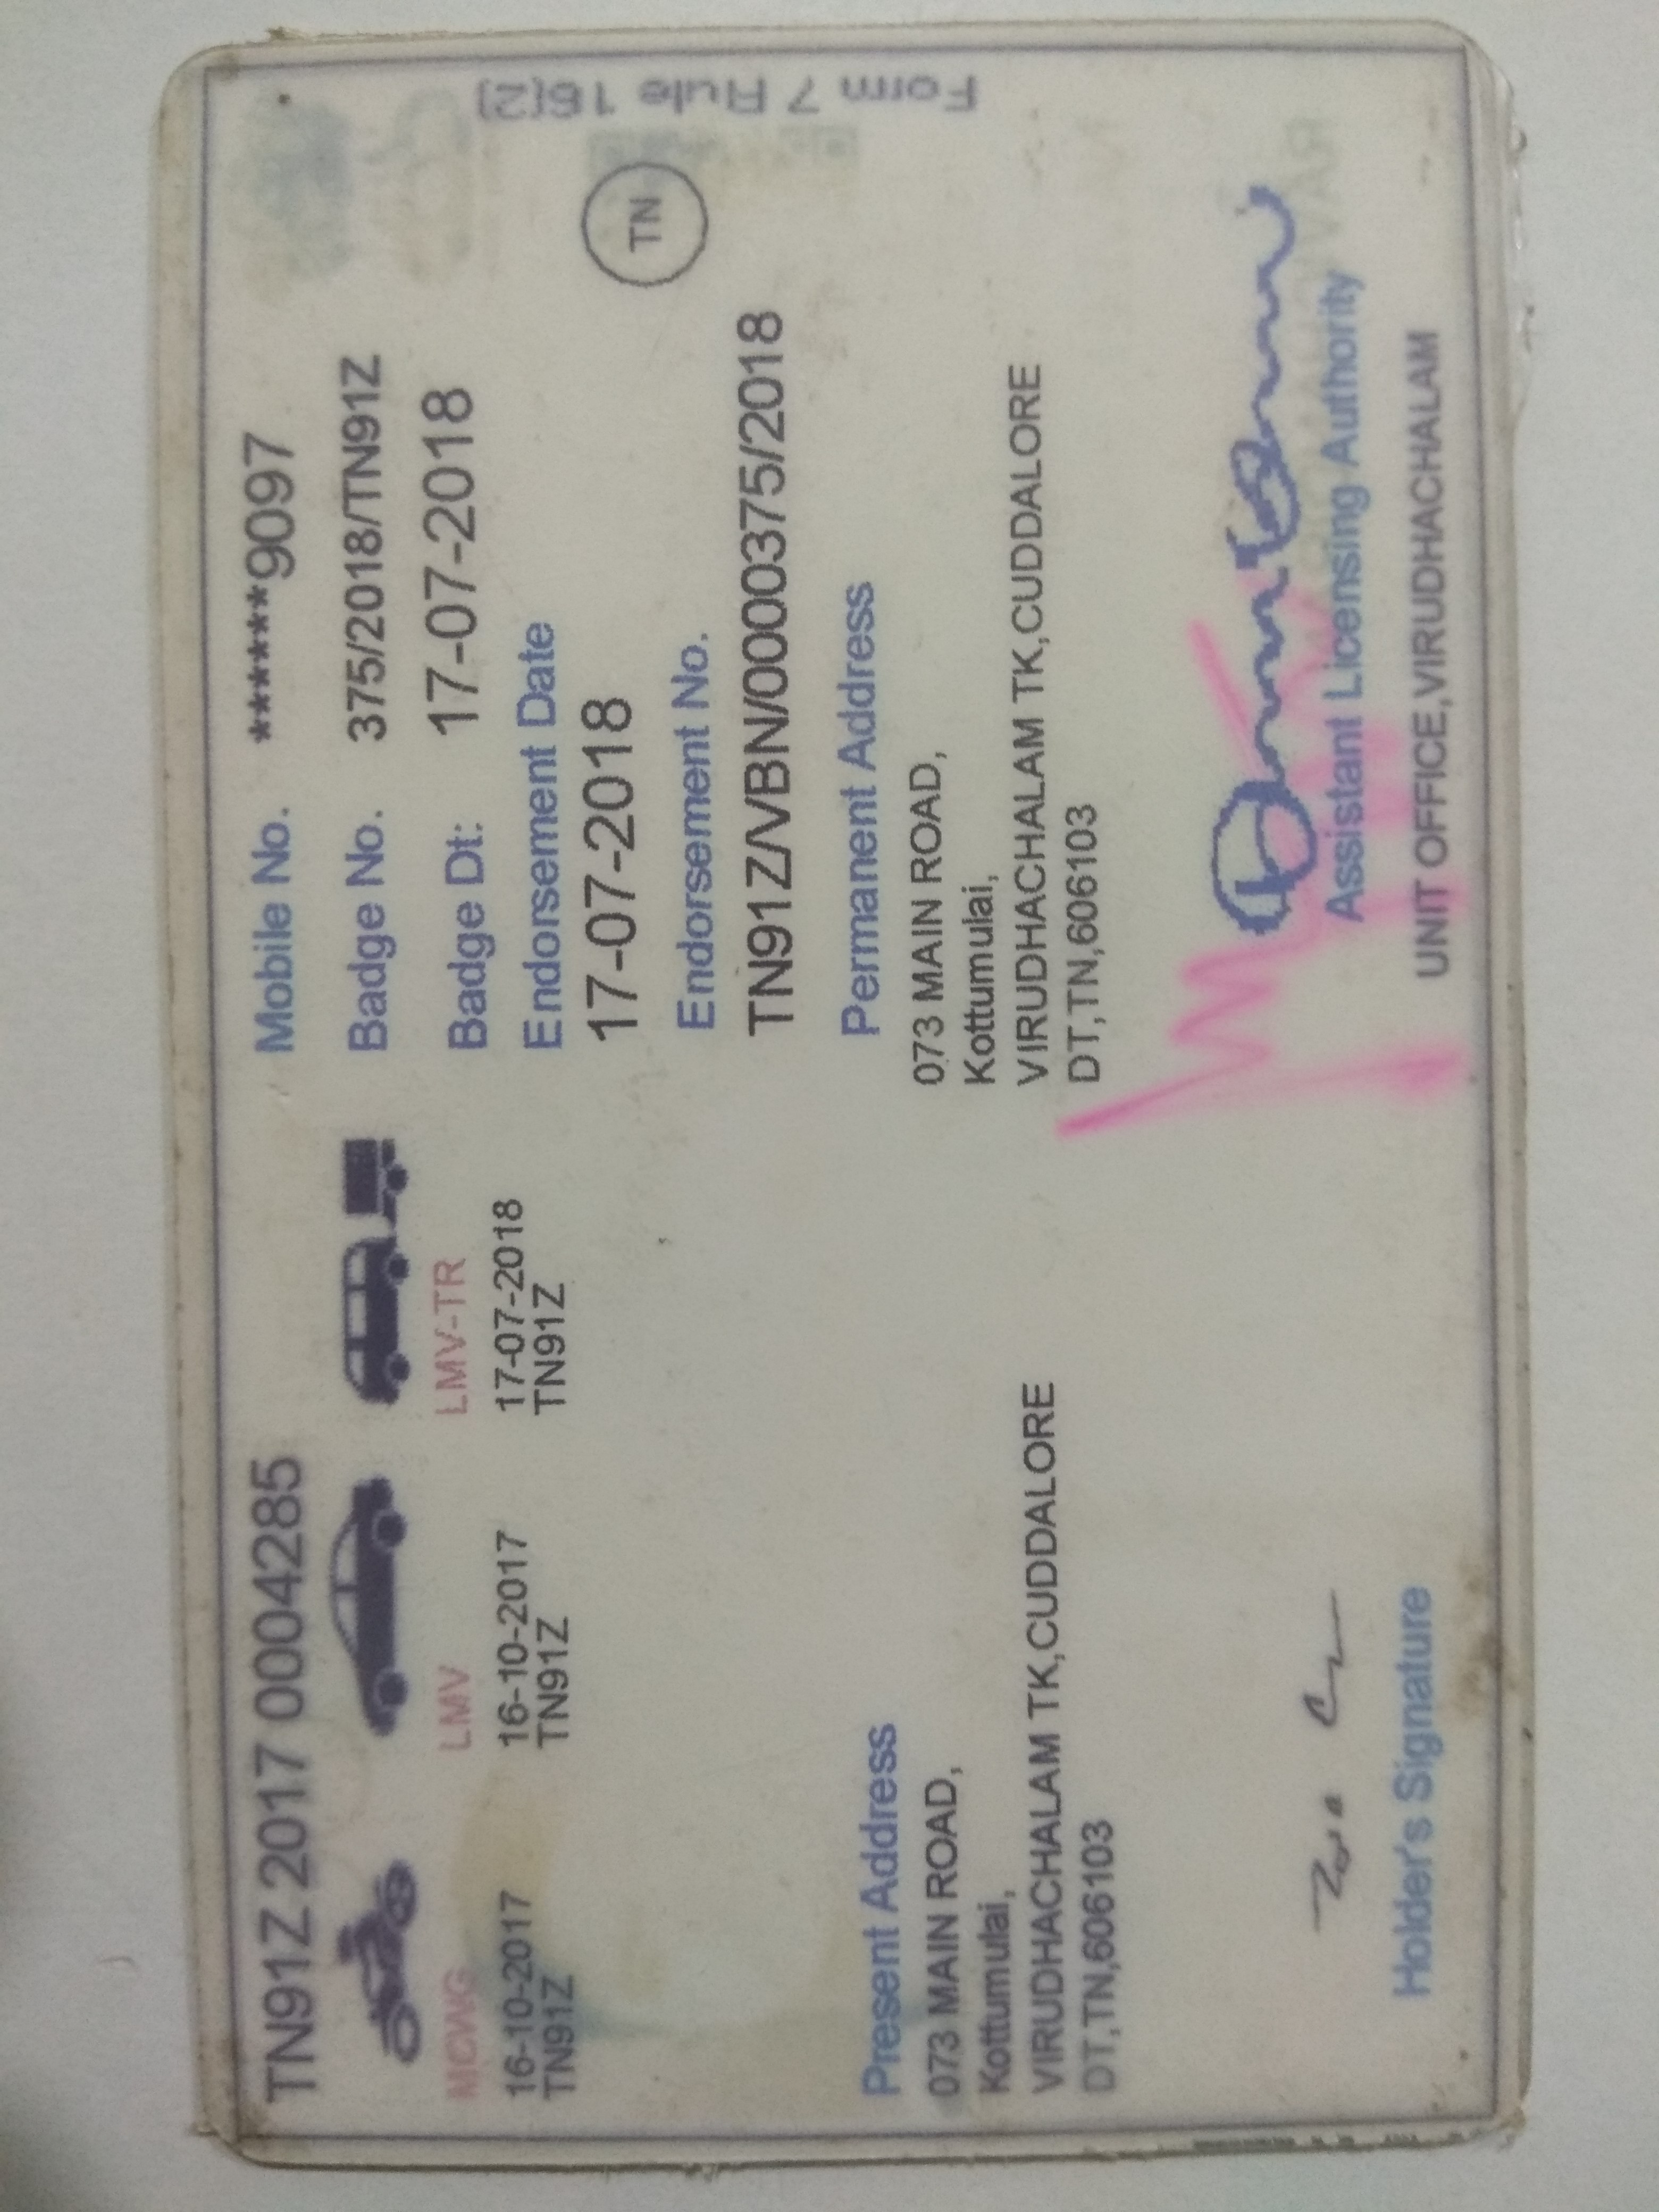 TN91Z 2017 0004285
MCWG
16-10-2017
TN91Z
LMV
16-10-2017
TN91Z
LMV-TR
17-07-2018
TN91Z
Mobile No. ******9097
Badge No. 375/2018/TN91Z
Badge Dt: 17-07-2018
Endorsement Date
17-07-2018
Endorsement No.
TN91Z/VBN/0000375/2018
TN
Form 7 Rule 16(2)
Present Address
073 MAIN ROAD,
Kottumulai,
VIRUDHACHALAM TK,CUDDALORE
DT,TN,606103
Permanent Address
073 MAIN ROAD,
Kottumulai,
VIRUDHACHALAM TK,CUDDALORE
DT,TN,606103
Holder's Signature
Assistant Licensing Authority
UNIT OFFICE,VIRUDHACHALAM